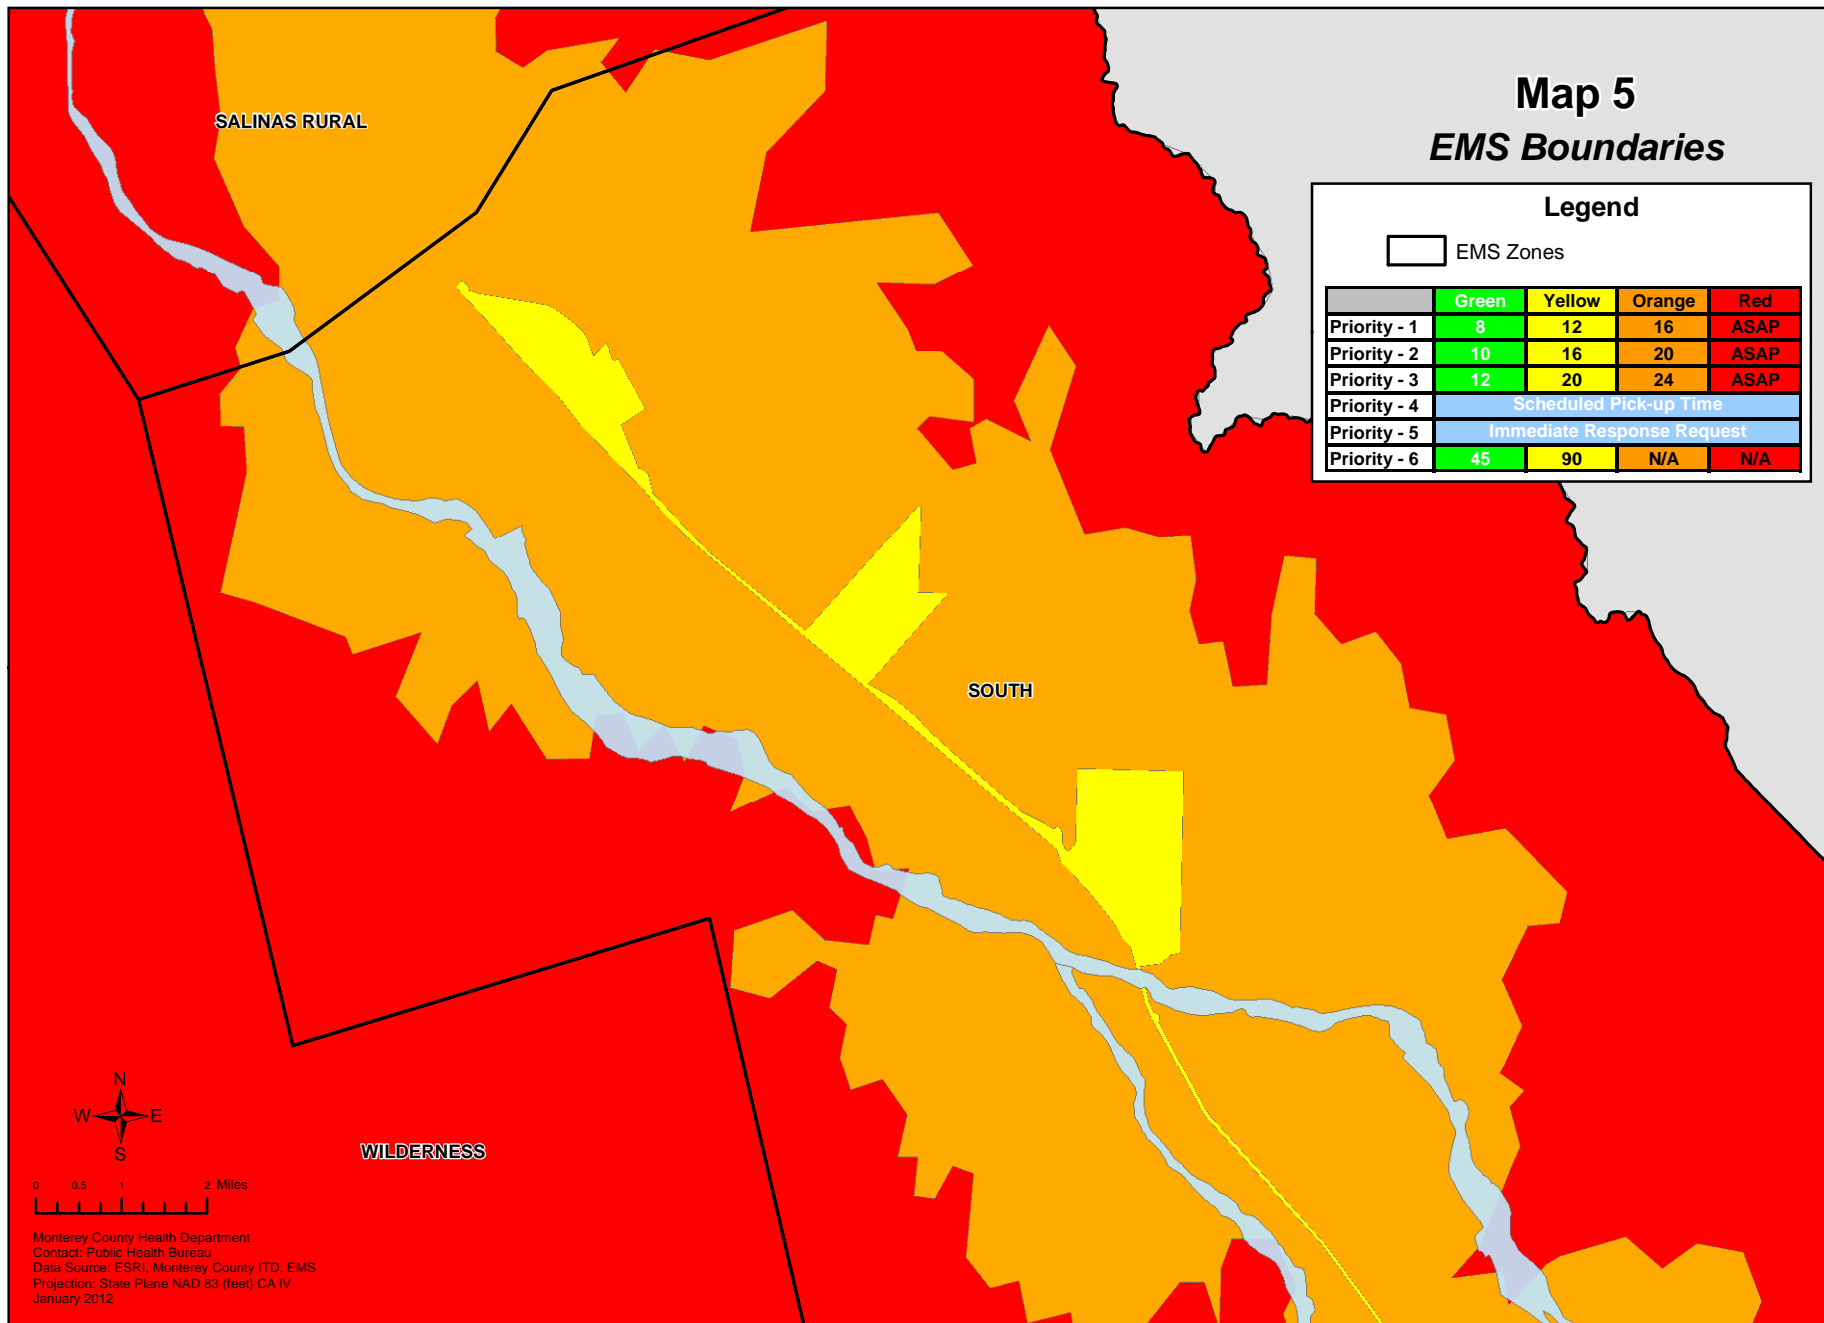 Map 5
EMS Boundaries
Legend
EMS Zones
Green Yellow Orange Red
Priority - 1 8 12 16 ASAP
Priority - 2 10 16 20 ASAP
Priority - 3 12 20 24 ASAP
Priority - 4 Scheduled Pick-up Time
Priority - 5 Immediate Response Request
Priority - 6 45 90 N/A N/A
SALINAS RURAL
SOUTH
WILDERNESS
N
W E
S
0 0.5 1 2 Miles
Monterey County Health Department
Contact: Public Health Bureau
Data Source: ESRI, Monterey County ITD, EMS
Projection: State Plane NAD 83 (feet) CA IV
January 2012